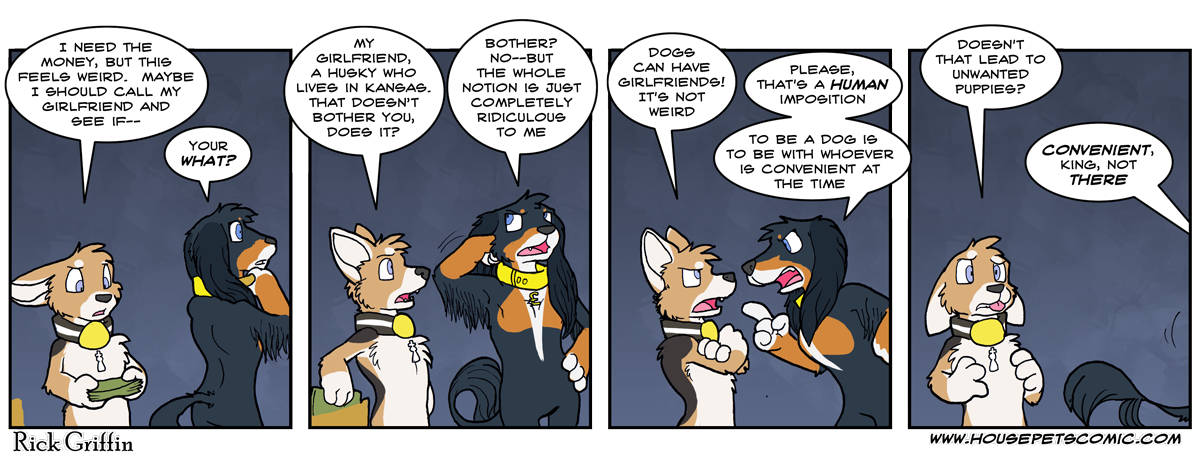 I NEED THE
MONEY, BUT THIS
FEELS WEIRD. MAYBE
I SHOULD CALL MY
GIRLFRIEND AND
SEE IF--
YOUR
WHAT?
MY
GIRLFRIEND,
A HUSKY WHO
LIVES IN KANSAS.
THAT DOESN'T
BOTHER YOU,
DOES IT?
BOTHER?
NO--BUT
THE WHOLE
NOTION IS JUST
COMPLETELY
RIDICULOUS
TO ME
DOGS
CAN HAVE
GIRLFRIENDS!
IT'S NOT
WEIRD
PLEASE,
THAT'S A HUMAN
IMPOSITION
TO BE A DOG IS
TO BE WITH WHOEVER
IS CONVENIENT AT
THE TIME
DOESN'T
THAT LEAD TO
UNWANTED
PUPPIES?
CONVENIENT,
KING, NOT
THERE
Rick Griffin
WWW.HOUSEPETSCOMIC.COM